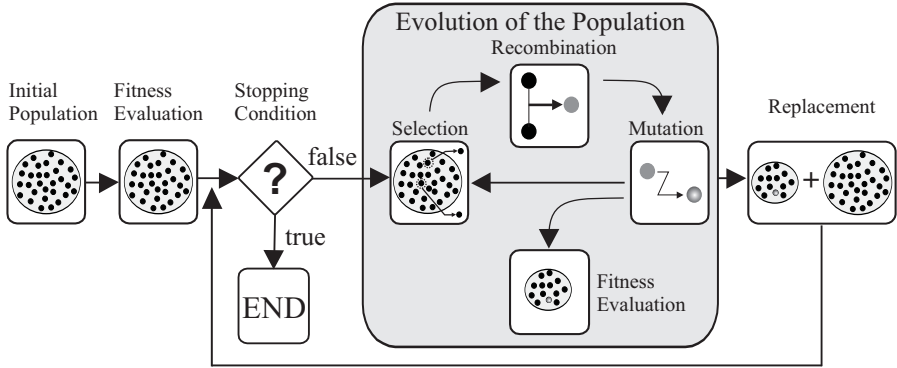 Evolution of the Population
Recombination
Initial
Population
Fitness
Evaluation
Stopping
Condition
Selection
Mutation
Replacement
?
false
+
true
END
Fitness
Evaluation